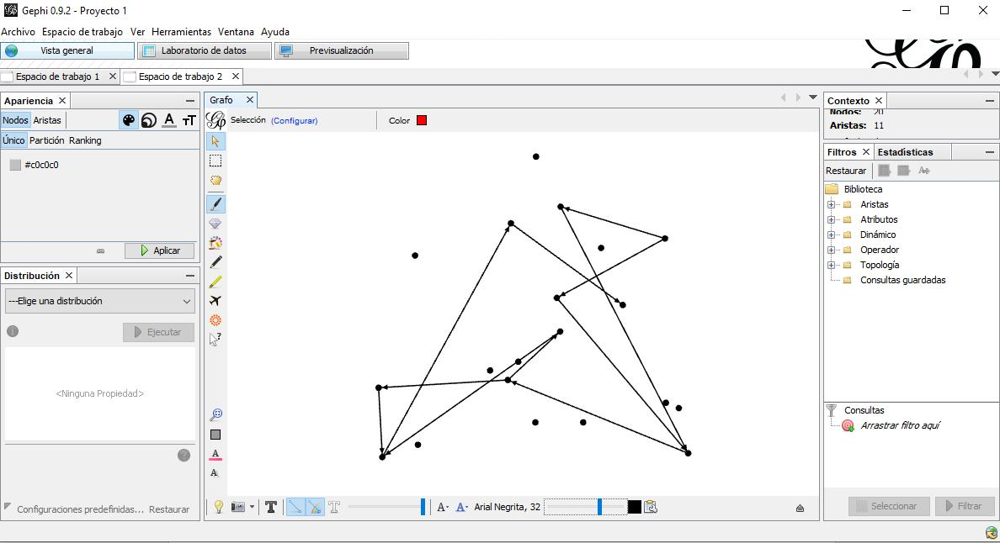 Gephi 0.9.2 - Proyecto 1
Archivo Espacio de trabajo Ver Herramientas Ventana Ayuda
Vista general Laboratorio de datos Previsualización
Espacio de trabajo 1 Espacio de trabajo 2
Apariencia
Nodos Aristas A TT
Único Partición Ranking
#c0c0c0
Aplicar
Distribución
---Elige una distribución
Ejecutar
<Ninguna Propiedad>
?
Configuraciones predefinidas... Restaurar
Grafo
Selección (Configurar) Color
?
A
A
T T A- A- Arial Negrita, 32
Contexto
Nodos: 20
Aristas: 11
Filtros Estadísticas
Restaurar
Biblioteca
Aristas
Atributos
Dinámico
Operador
Topología
Consultas guardadas
Consultas
Arrastrar filtro aquí
Seleccionar Filtrar